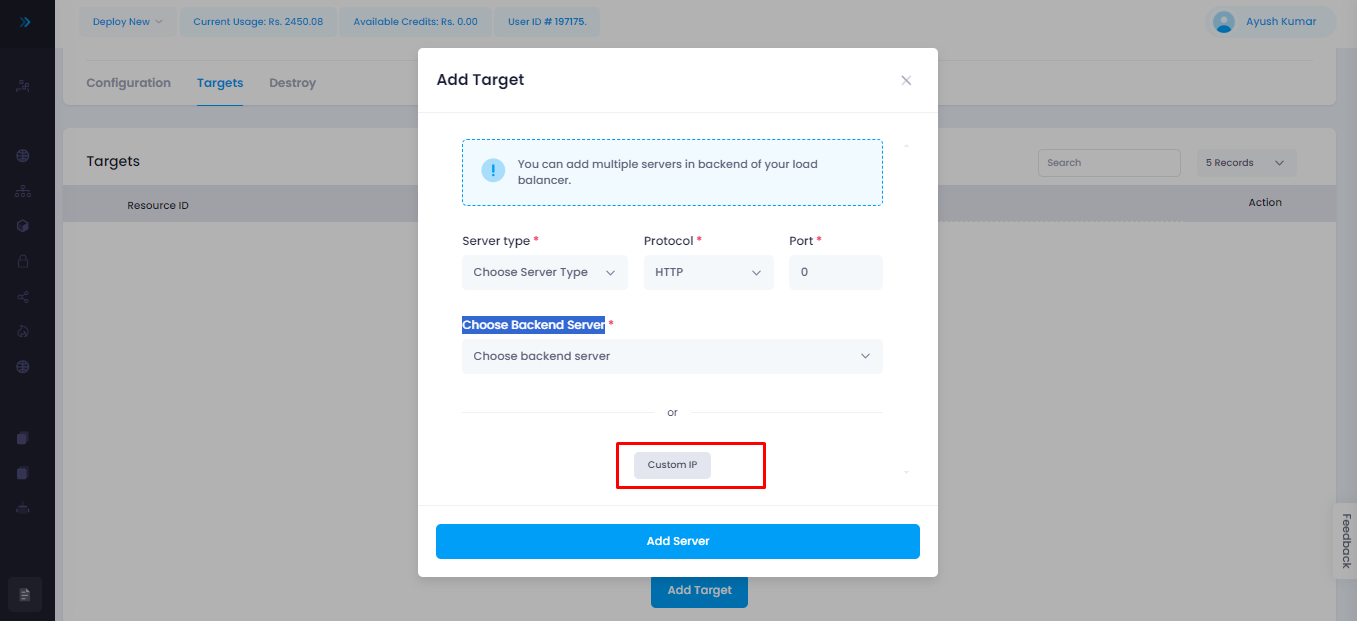 Deploy New
Current Usage: Rs. 2450.08
Available Credits: Rs. 0.00
User ID # 197175.
Ayush Kumar
Configuration
Targets
Destroy
Targets
Search
5 Records
Resource ID
Action
Add Target
You can add multiple servers in backend of your load
balancer.
Server type *
Protocol *
Port *
Choose Server Type
HTTP
0
Choose Backend Server *
Choose backend server
or
Custom IP
Add Server
Add Target
Feedback